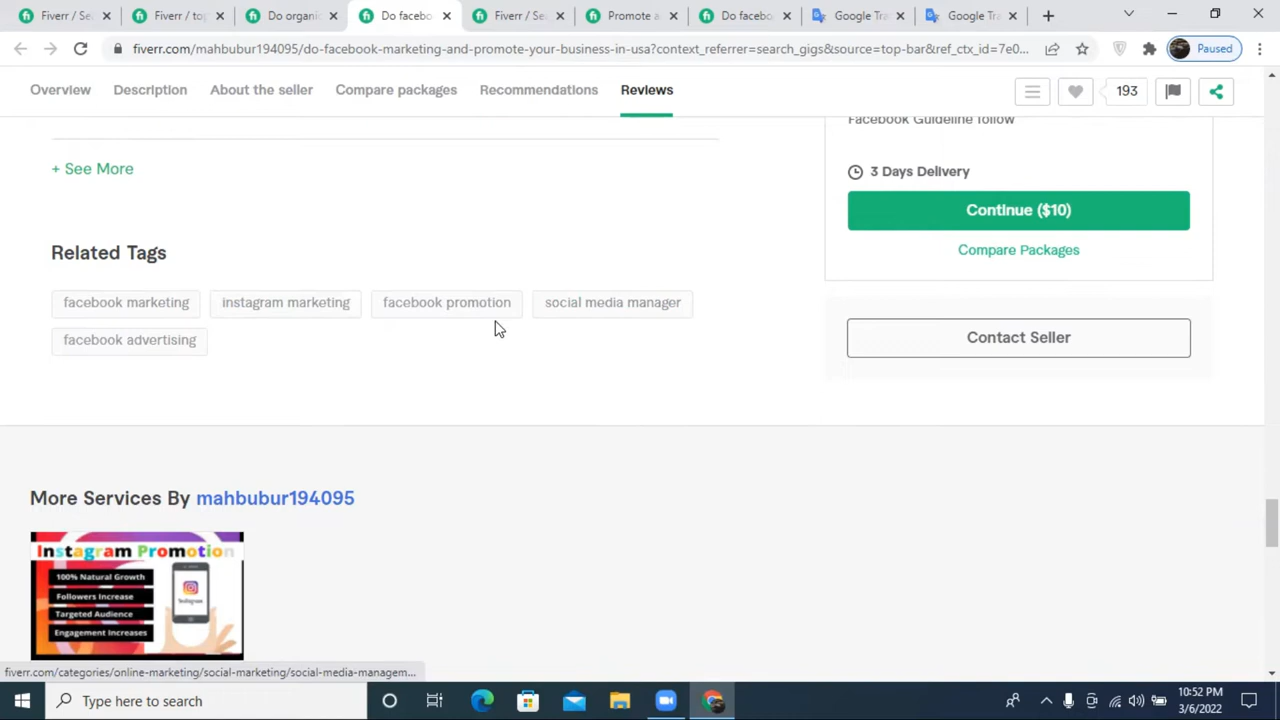 Fiverr / Se
Fiverr / top
Do organic
Do facebo
Fiverr / Se
Promote a
Do facebo
Google Tra
Google Tra
fiverr.com/mahbubur194095/do-facebook-marketing-and-promote-your-business-in-usa?context_referrer=search_gigs&source=top-bar&ref_ctx_id=7e0...
Paused
Overview
Description
About the seller
Compare packages
Recommendations
Reviews
193
Facebook Guideline follow
+ See More
3 Days Delivery
Continue ($10)
Compare Packages
Related Tags
facebook marketing
instagram marketing
facebook promotion
social media manager
facebook advertising
Contact Seller
More Services By mahbubur194095
Instagram Promotion
100% Natural Growth
Followers Increase
Targeted Audience
Engagement Increases
Instagram
fiverr.com/categories/online-marketing/social-marketing/social-media-managem...
Type here to search
10:52 PM
3/6/2022